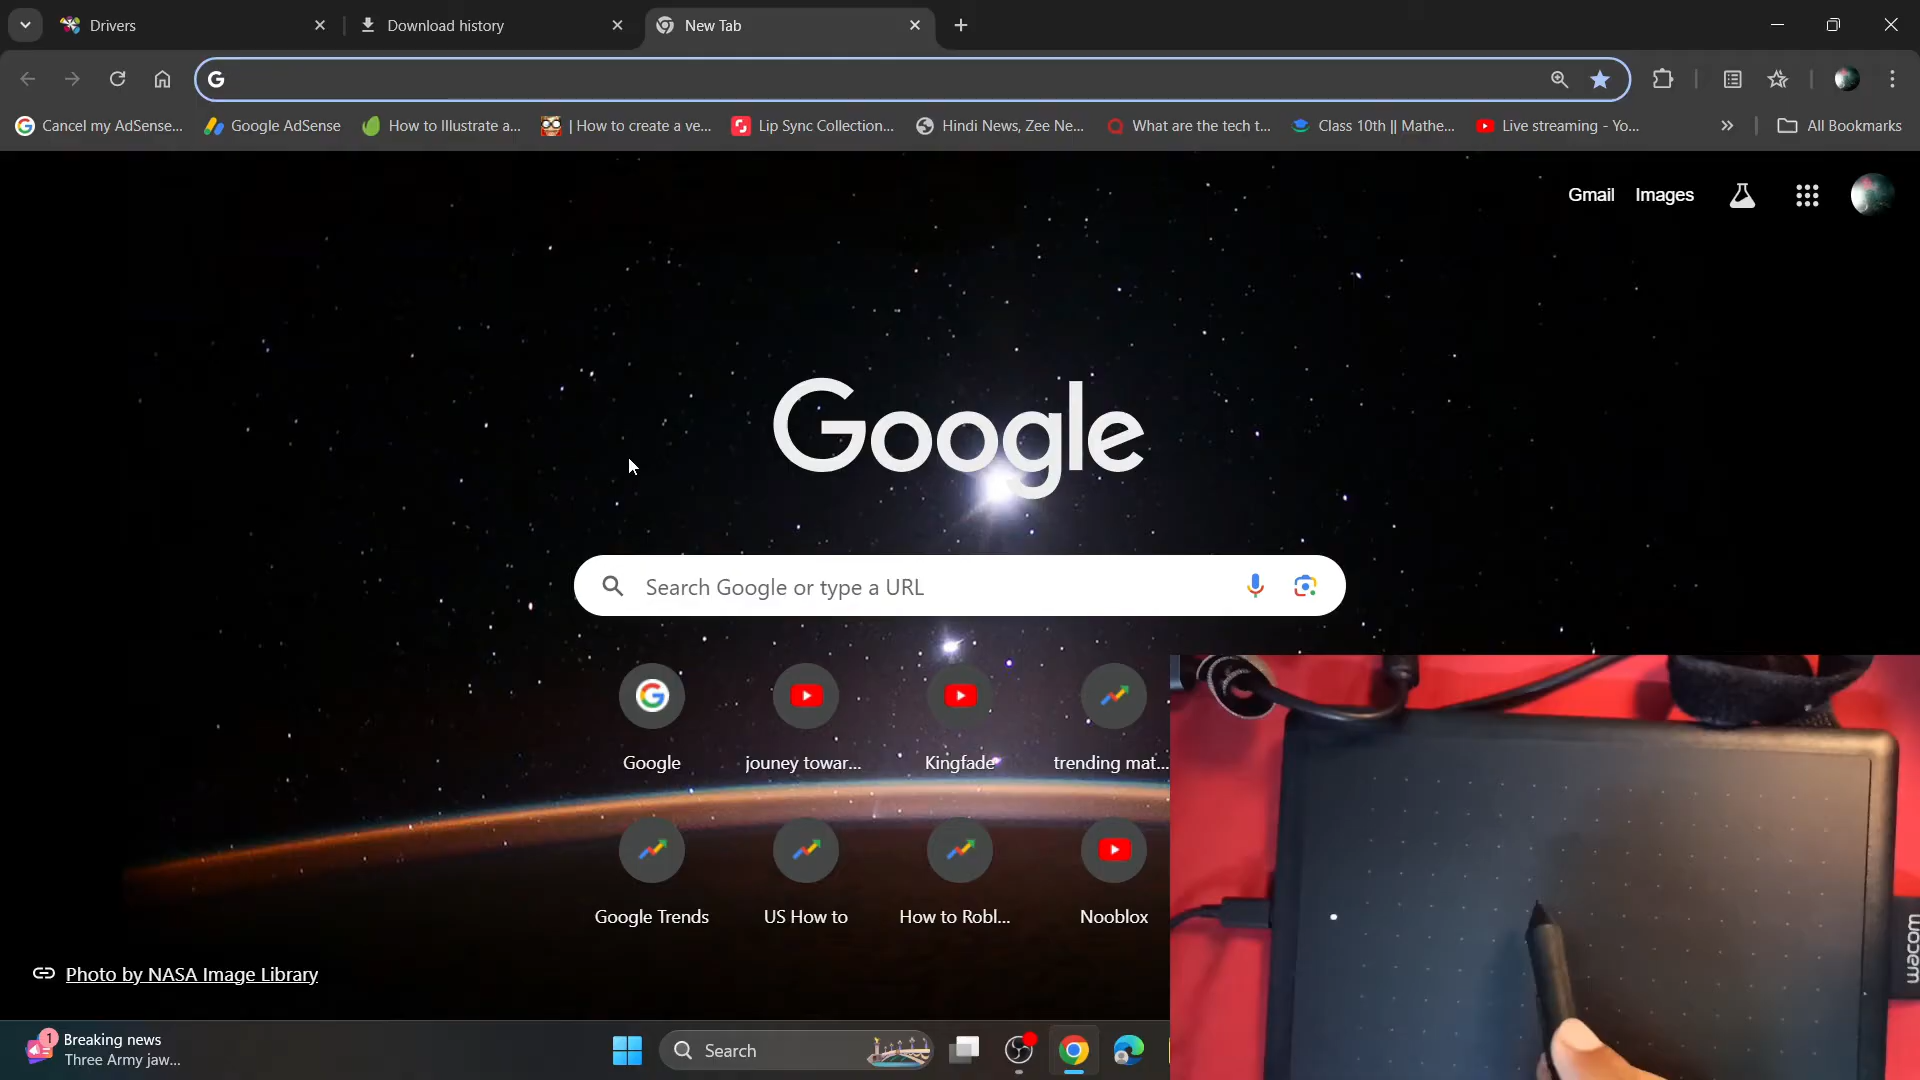 Drivers
Download history
New Tab
Cancel my AdSense...
Google AdSense
How to Illustrate a...
| How to create a ve...
Lip Sync Collection...
Hindi News, Zee Ne...
What are the tech t...
Class 10th || Mathe...
Live streaming - Yo...
All Bookmarks
Gmail
Images
Google
Search Google or type a URL
Google
jouney towar...
Kingfade
trending mat...
Google Trends
US How to
How to Robl...
Nooblox
Photo by NASA Image Library
wacom
1
Breaking news
Three Army jaw...
Search